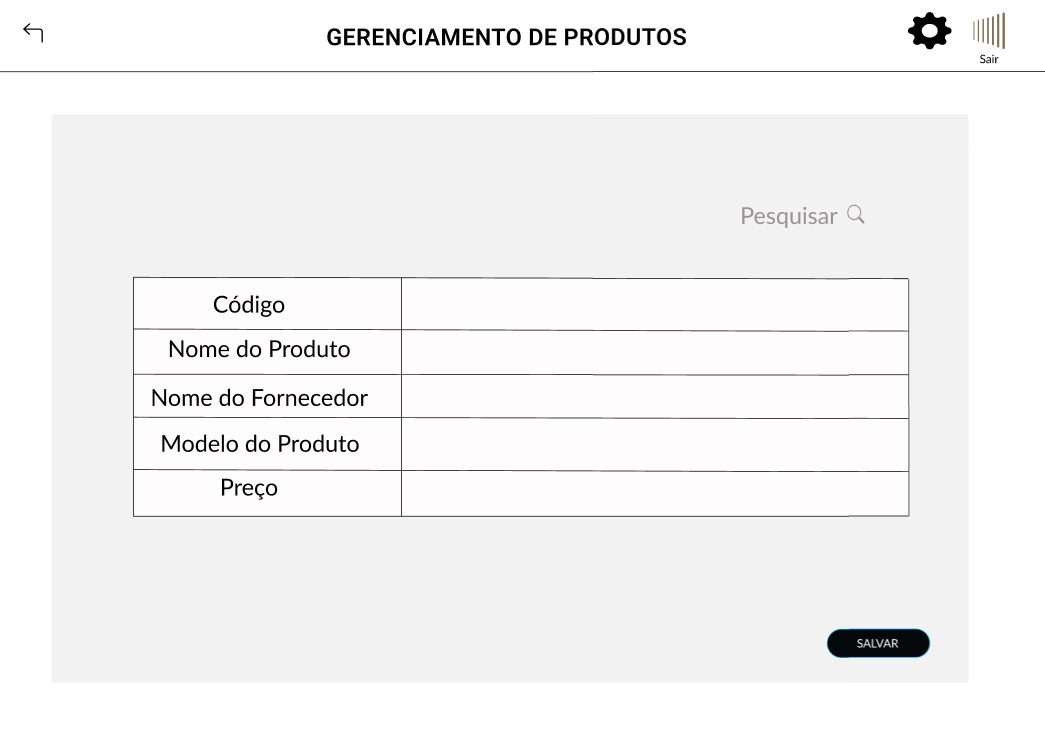 GERENCIAMENTO DE PRODUTOS
Sair
Pesquisar
Código
Nome do Produto
Nome do Fornecedor
Modelo do Produto
Preço
SALVAR